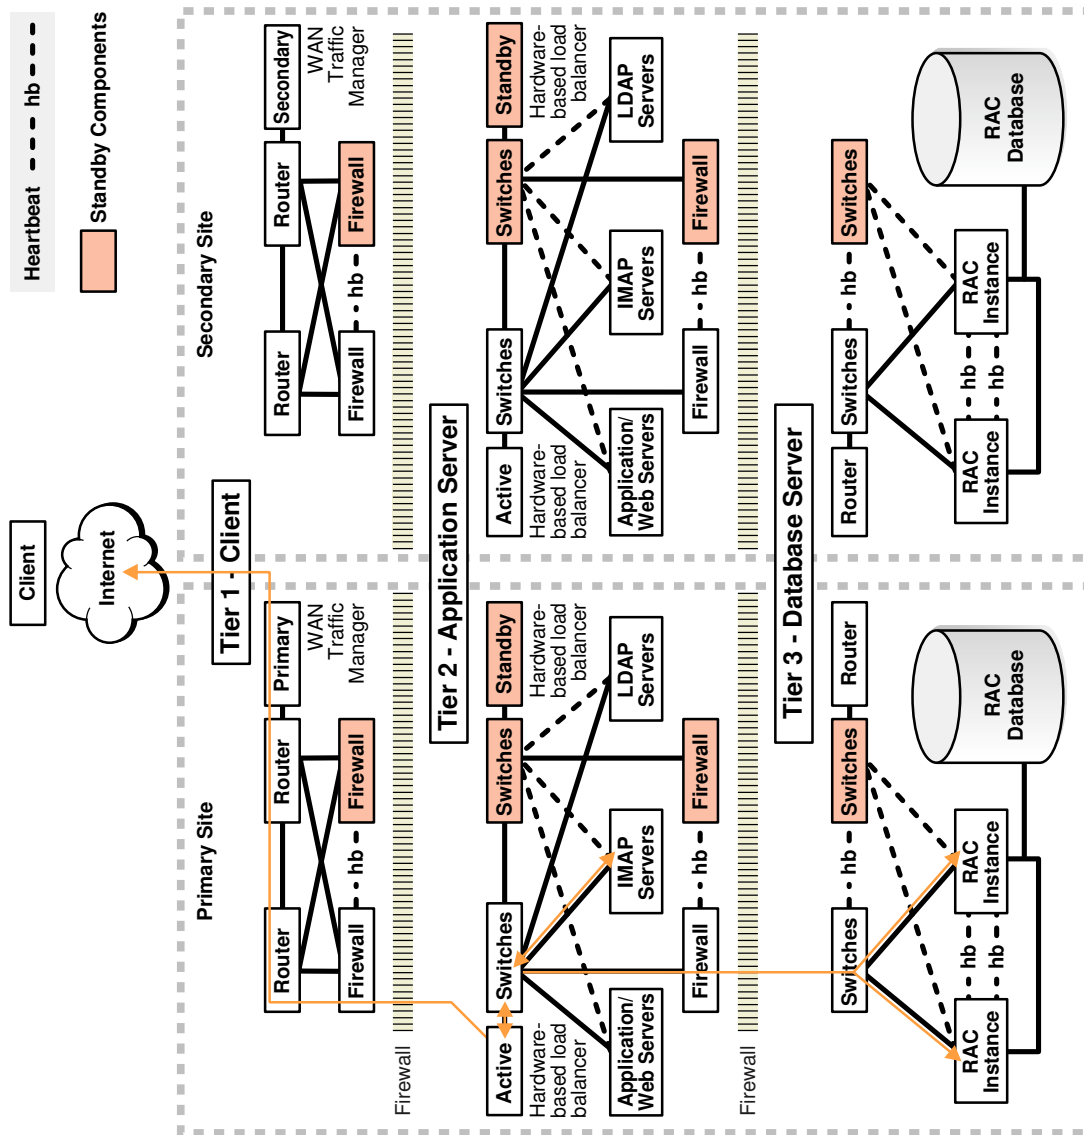 Client
Internet
Heartbeat
hb
Standby Components
Primary Site
Secondary Site
Tier 1 - Client
Router
Router
Primary
WAN
Traffic
Manager
Firewall
hb
Firewall
Router
Router
Secondary
WAN
Traffic
Manager
Firewall
hb
Firewall
Firewall
Tier 2 - Application Server
Active
Switches
Switches
Standby
Hardware-
based load
balancer
Hardware-
based load
balancer
Application/
Web Servers
IMAP
Servers
LDAP
Servers
Firewall
hb
Firewall
Active
Switches
Switches
Standby
Hardware-
based load
balancer
Hardware-
based load
balancer
Application/
Web Servers
IMAP
Servers
LDAP
Servers
Firewall
hb
Firewall
Firewall
Tier 3 - Database Server
Switches
hb
Switches
Router
RAC
Instance
hb
hb
RAC
Instance
RAC
Database
Router
Switches
hb
Switches
RAC
Instance
hb
hb
RAC
Instance
RAC
Database